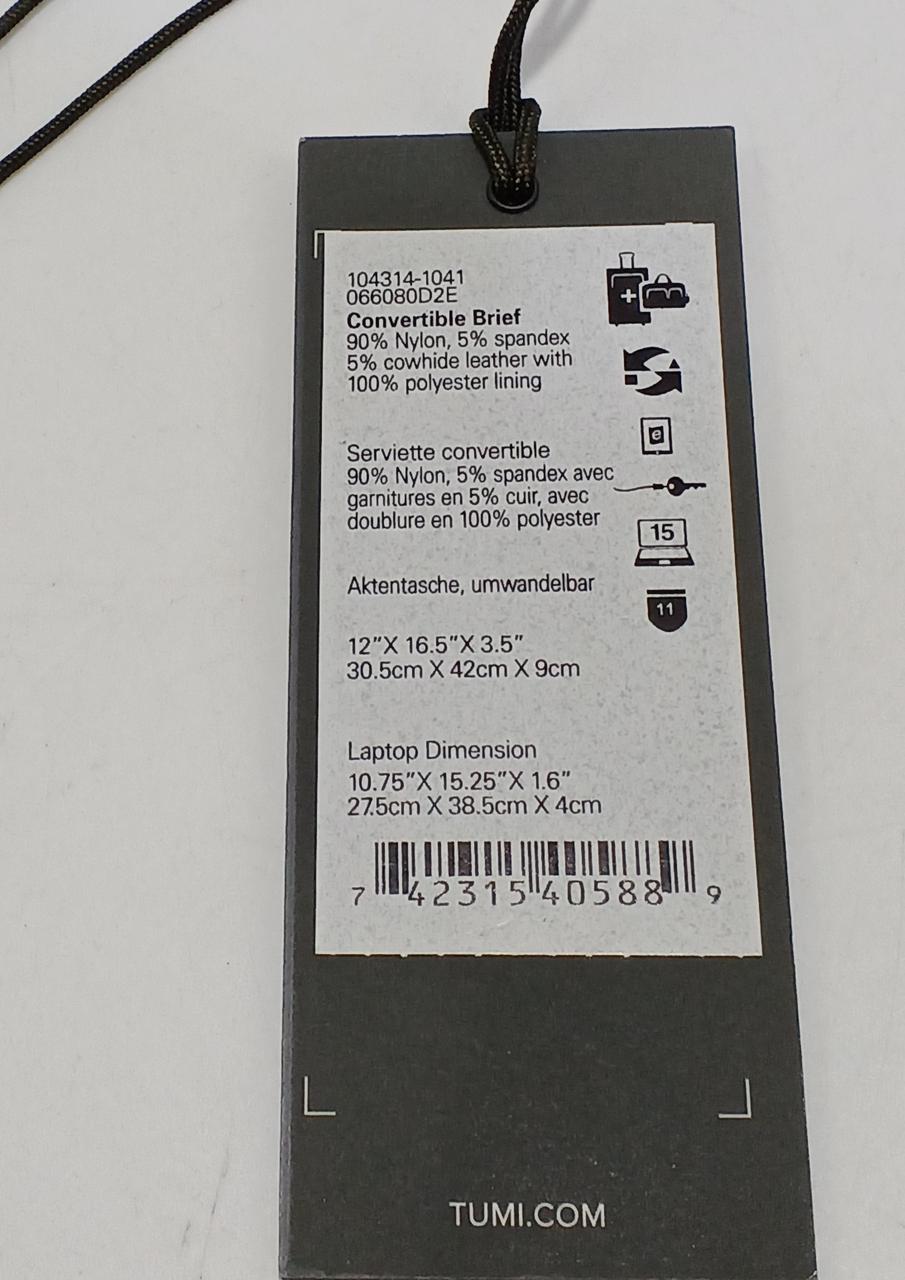 104314-1041
066080D2E
Convertible Brief
90% Nylon, 5% spandex
5% cowhide leather with
100% polyester lining
Serviette convertible
90% Nylon, 5% spandex avec
garnitures en 5% cuir, avec
doublure en 100% polyester
Aktentasche, umwandelbar
e
15
11
12"X 16.5"X 3.5"
30.5cm X 42cm X 9cm
Laptop Dimension
10.75"X 15.25"X 1.6"
27.5cm X 38.5cm X 4cm
7 42315 40588 9
TUMI.COM